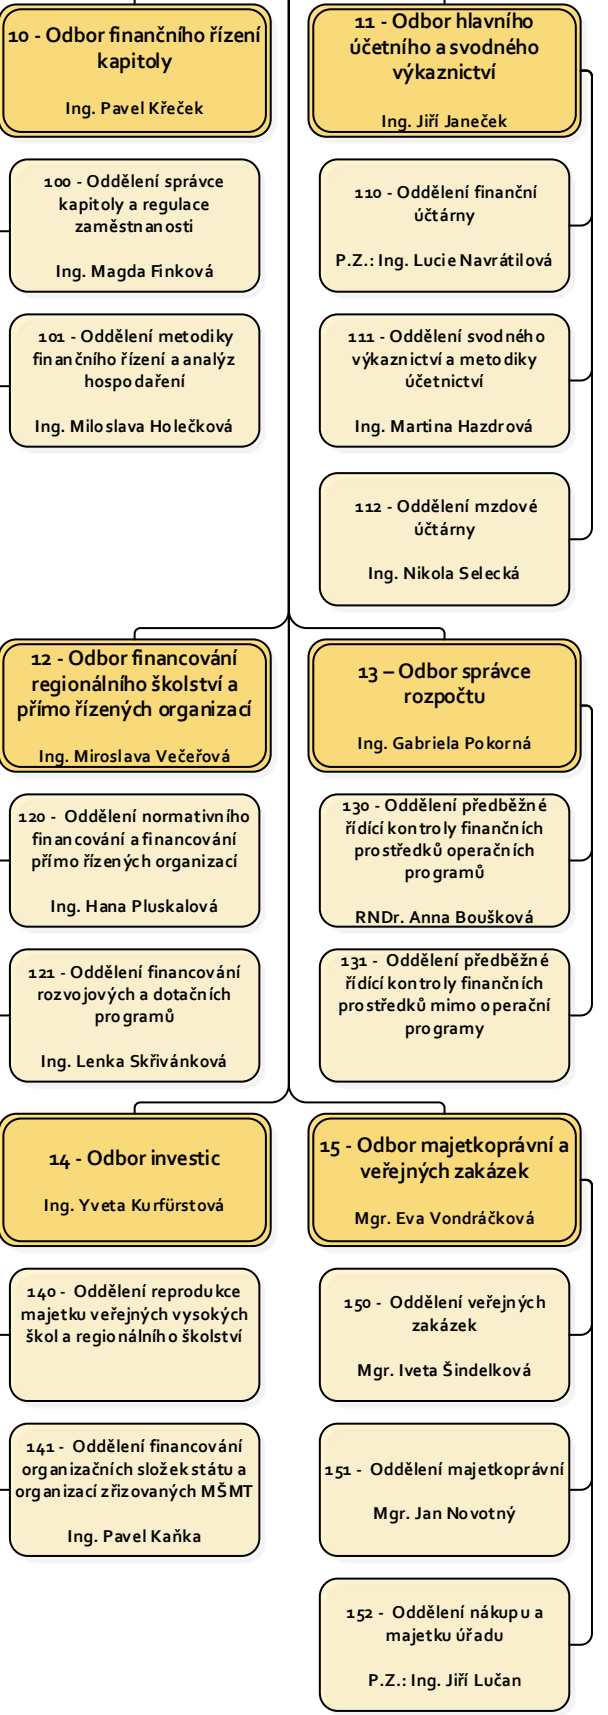 10 - Odbor finančního řízení
kapitoly
Ing. Pavel Křeček
11 - Odbor hlavního
účetního a svodného
výkaznictví
Ing. Jiří Janeček
100 - Oddělení správce
kapitoly a regulace
zaměstnanosti
Ing. Magda Finková
110 - Oddělení finanční
účtárny
P.Z.: Ing. Lucie Navrátilová
101 - Oddělení metodiky
finančního řízení a analýz
hospodaření
Ing. Miloslava Holečková
111 - Oddělení svodného
výkaznictví a metodiky
účetnictví
Ing. Martina Hazdrová
112 - Oddělení mzdové
účtárny
Ing. Nikola Selecká
12 - Odbor financování
regionálního školství a
přímo řízených organizací
Ing. Miroslava Večeřová
13 – Odbor správce
rozpočtu
Ing. Gabriela Pokorná
120 - Oddělení normativního
financování a financování
přímo řízených organizací
Ing. Hana Pluskalová
130 - Oddělení předběžné
řídící kontroly finančních
prostředků operačních
programů
RNDr. Anna Boušková
121 - Oddělení financování
rozvojových a dotačních
programů
Ing. Lenka Skřivánková
131 - Oddělení předběžné
řídící kontroly finančních
prostředků mimo operační
programy
14 - Odbor investic
Ing. Yveta Kurfürstová
15 - Odbor majetkoprávní a
veřejných zakázek
Mgr. Eva Vondráčková
140 - Oddělení reprodukce
majetku veřejných vysokých
škol a regionálního školství
150 - Oddělení veřejných
zakázek
Mgr. Iveta Šindelková
141 - Oddělení financování
organizačních složek státu a
organizací zřizovaných MŠMT
Ing. Pavel Kaňka
151 - Oddělení majetkoprávní
Mgr. Jan Novotný
152 - Oddělení nákupu a
majetku úřadu
P.Z.: Ing. Jiří Lučan